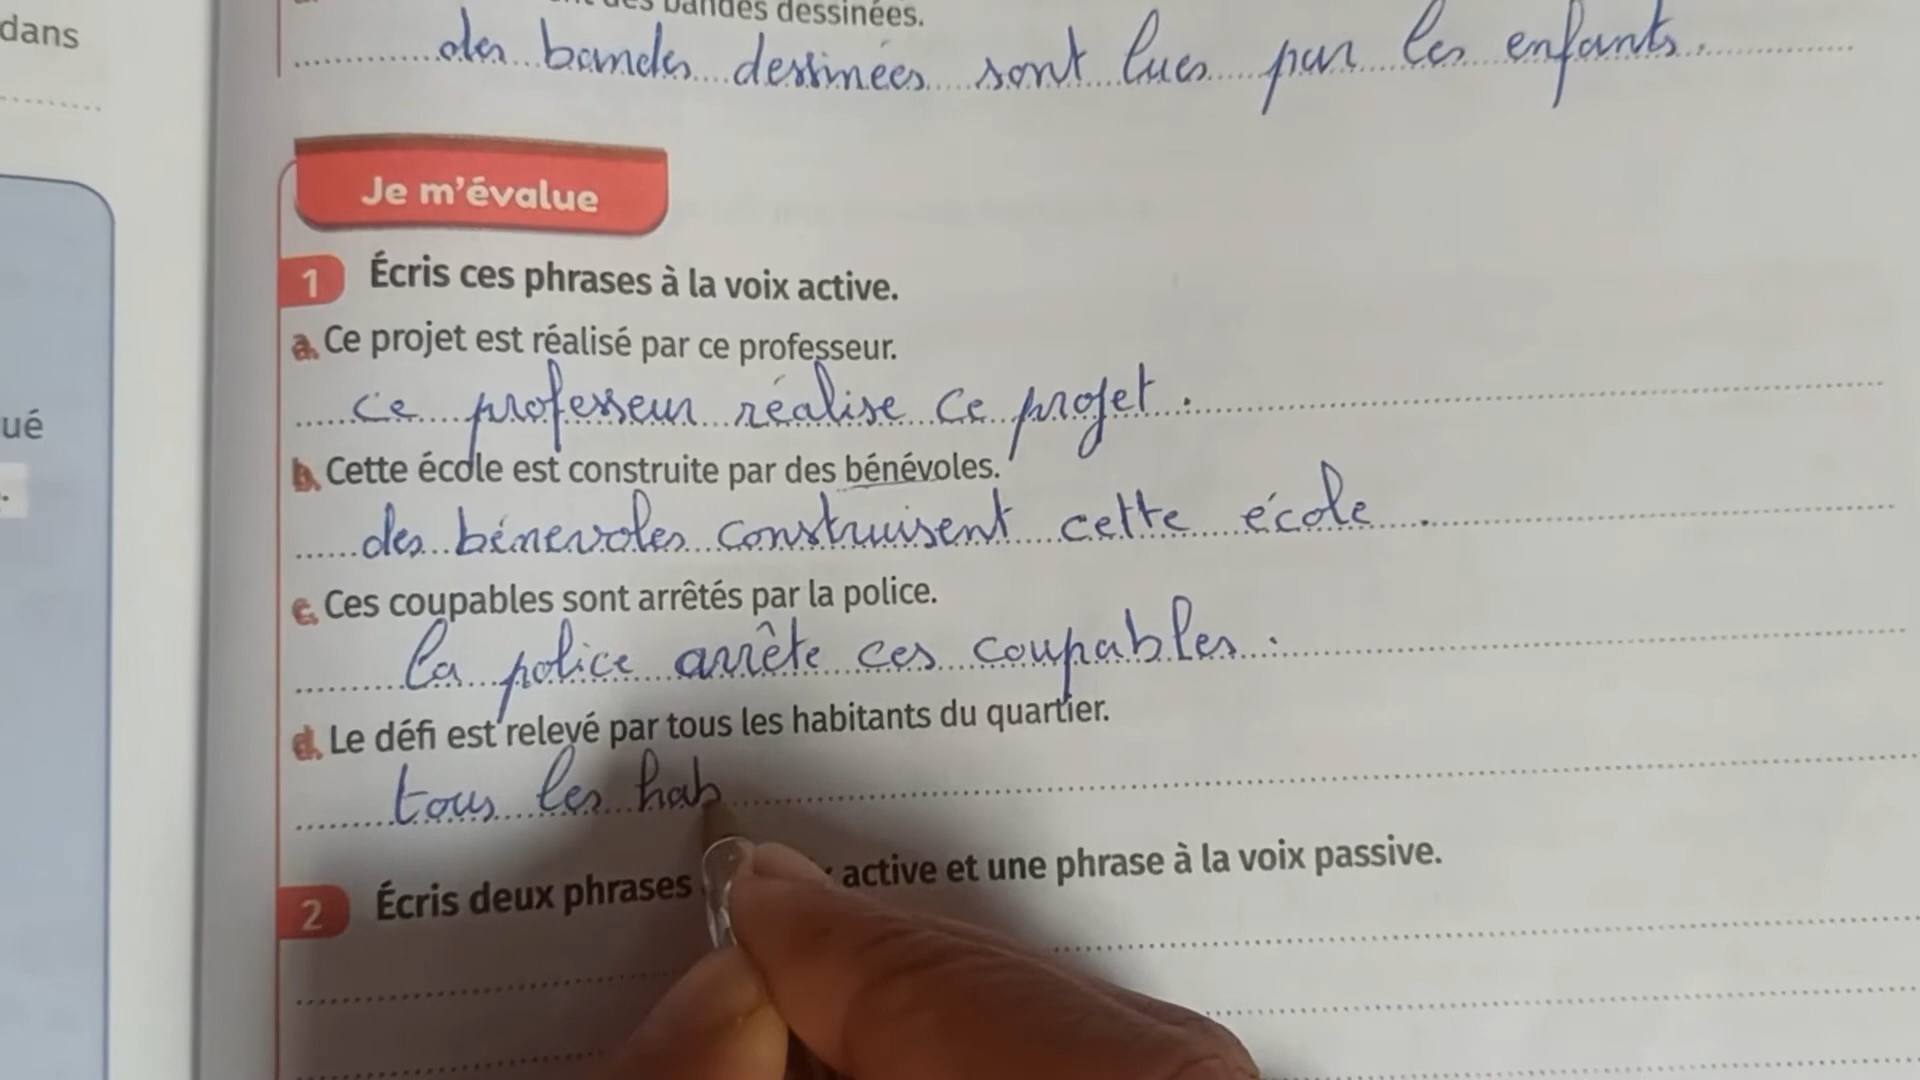 dans
bandes dessinées.
des bandes dessinées sont lues par les enfants.
Je m'évalue
1 Écris ces phrases à la voix active.
a. Ce projet est réalisé par ce professeur.
ce professeur réalise ce projet.
ué
b. Cette école est construite par des bénévoles.
des bénevoles construisent cette école.
c. Ces coupables sont arrêtés par la police.
la police arrête ces coupables.
d. Le défi est relevé par tous les habitants du quartier.
tous les hab
2 Écris deux phrases active et une phrase à la voix passive.